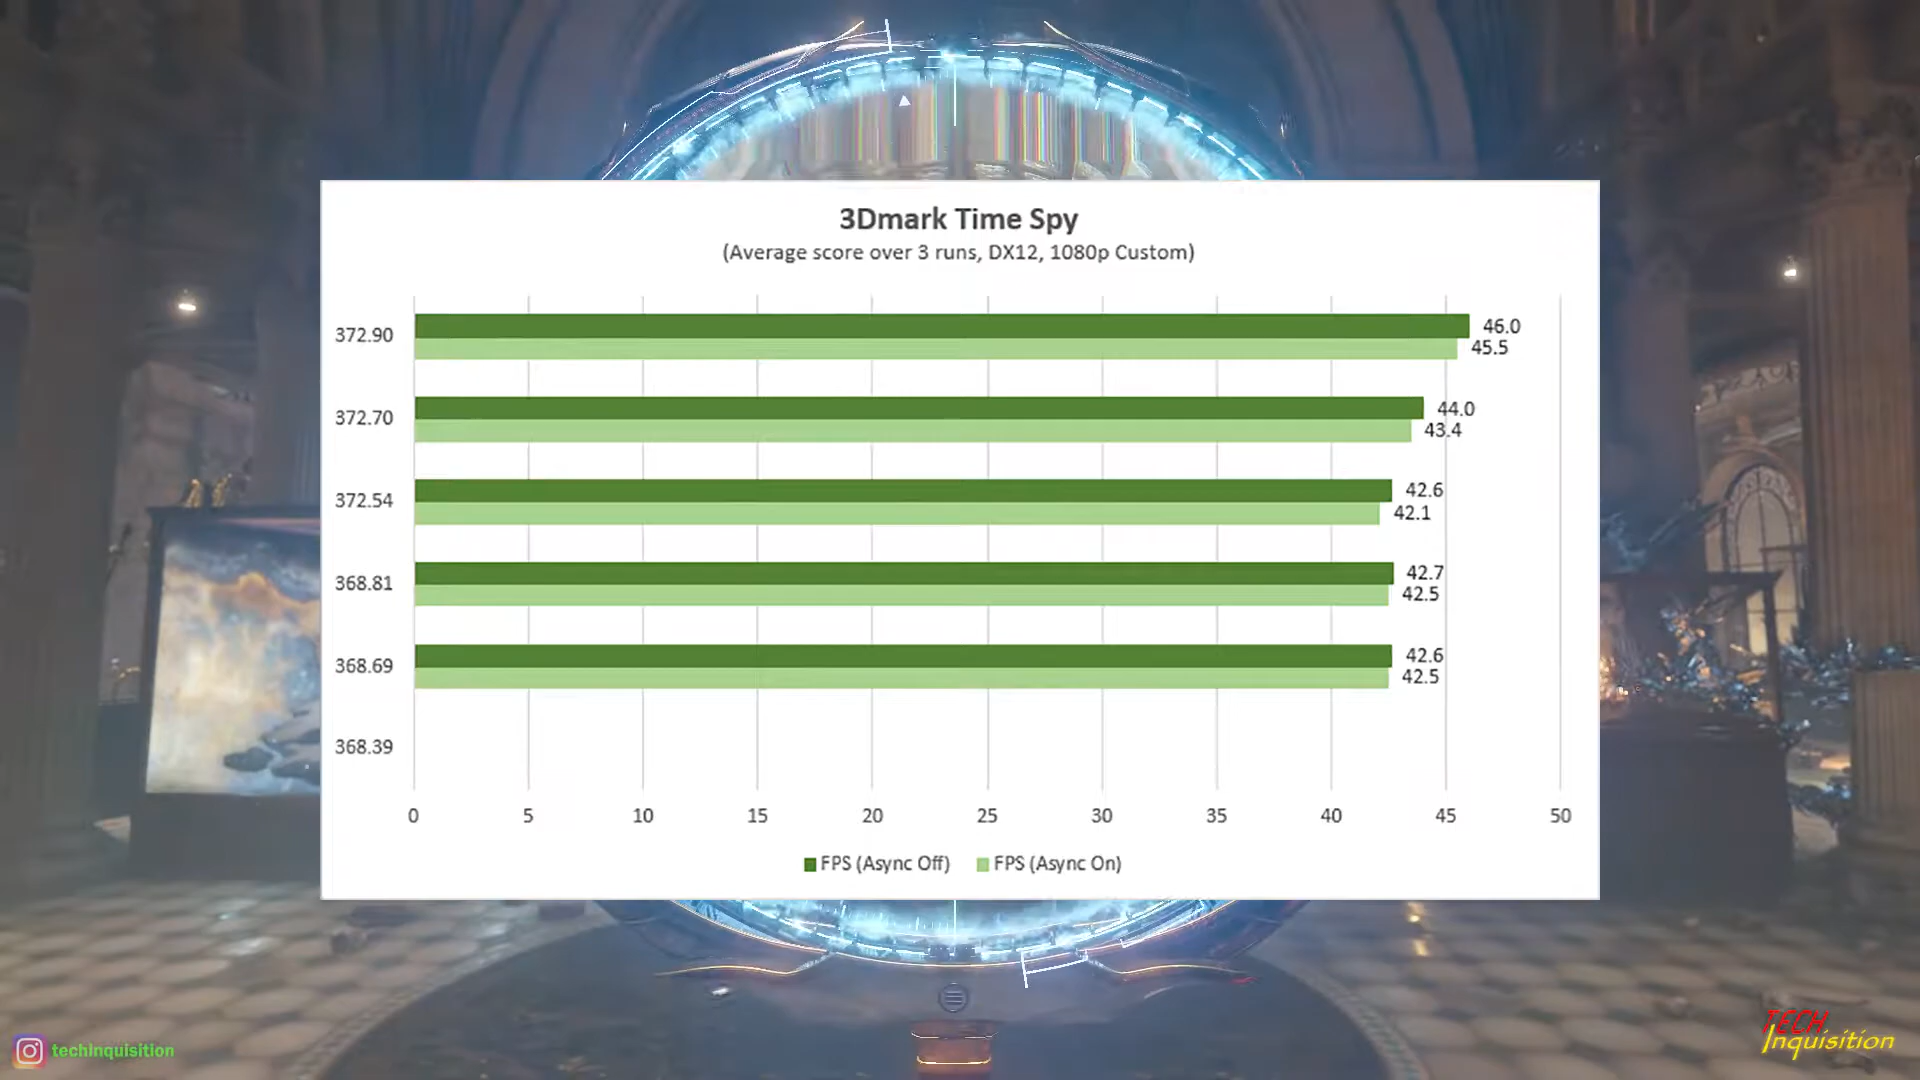 3Dmark Time Spy
(Average score over 3 runs, DX12, 1080p Custom)
372.90
46.0
45.5
372.70
44.0
43.4
372.54
42.6
42.1
368.81
42.7
42.5
368.69
42.6
42.5
368.39
0 5 10 15 20 25 30 35 40 45 50
FPS (Async Off) FPS (Async On)
techinquisition
TECH
Inquisition